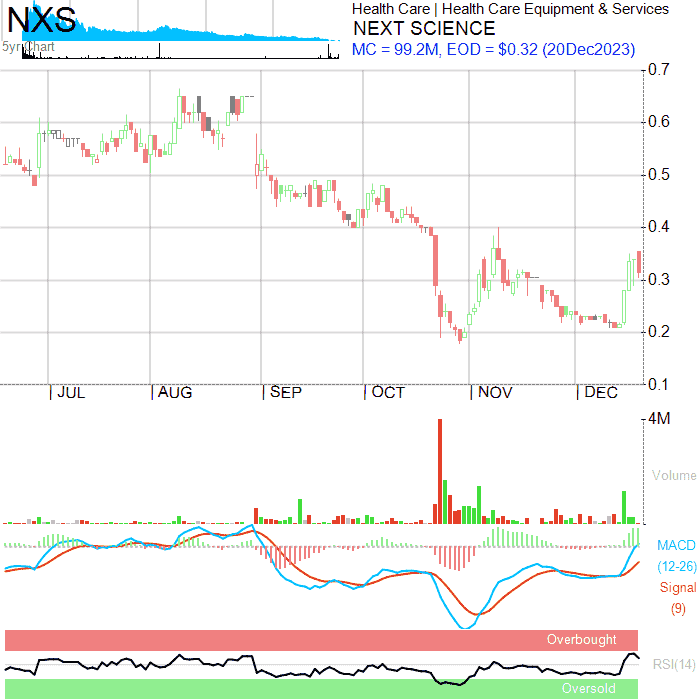 NXS
5yr Chart
Health Care | Health Care Equipment & Services
NEXT SCIENCE
MC = 99.2M, EOD = $0.32 (20Dec2023)
0.7
0.6
0.5
0.4
0.3
0.2
0.1
JUL
AUG
SEP
OCT
NOV
DEC
4M
Volume
MACD
(12-26)
Signal
(9)
Overbought
RSI(14)
Oversold